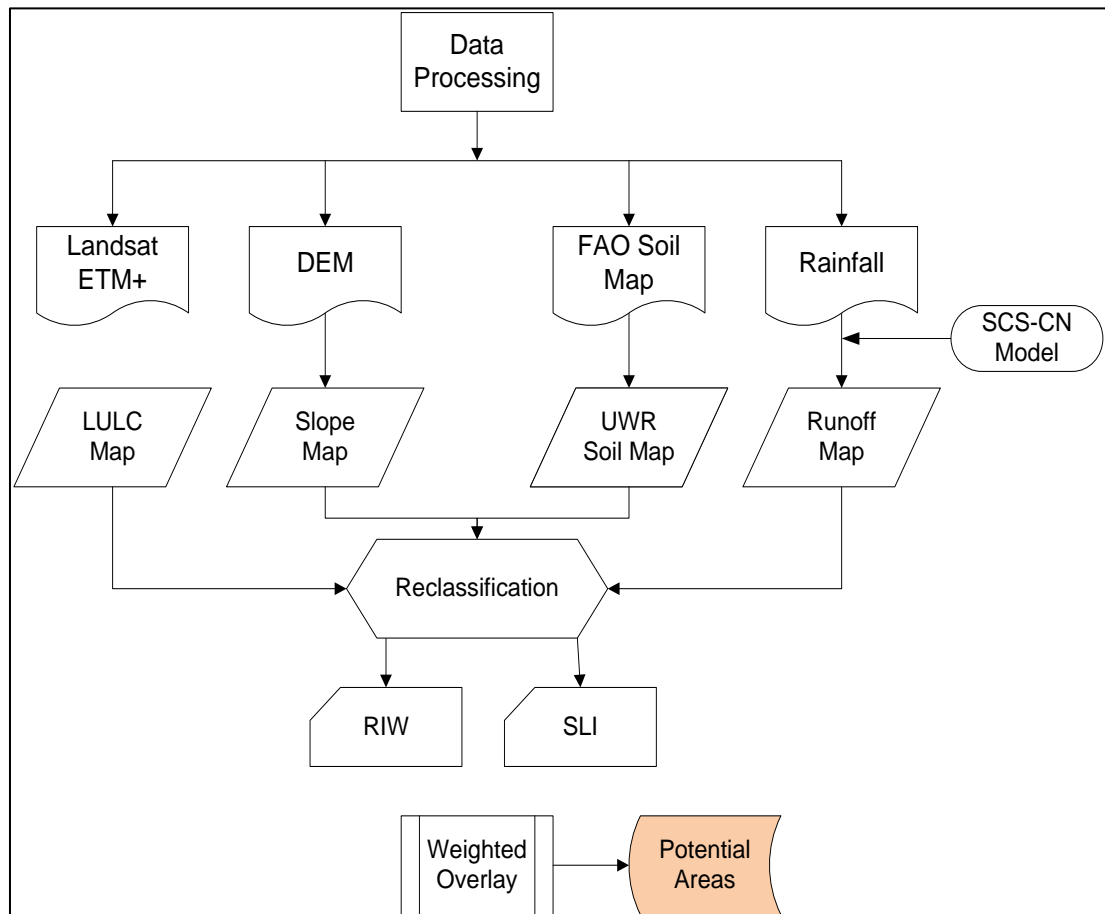 Data
Processing
Landsat
ETM+
DEM
FAO Soil
Map
Rainfall
SCS-CN
Model
LULC
Map
Slope
Map
UWR
Soil Map
Runoff
Map
Reclassification
RIW
SLI
Weighted
Overlay
Potential
Areas